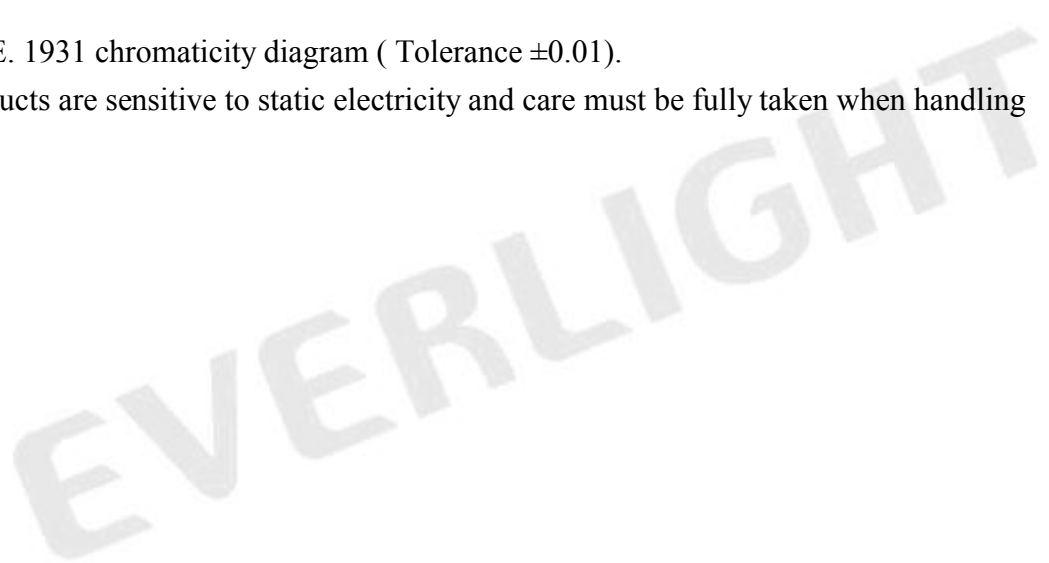 E. 1931 chromaticity diagram ( Tolerance ±0.01).
ucts are sensitive to static electricity and care must be fully taken when handling
EVERLIGHT